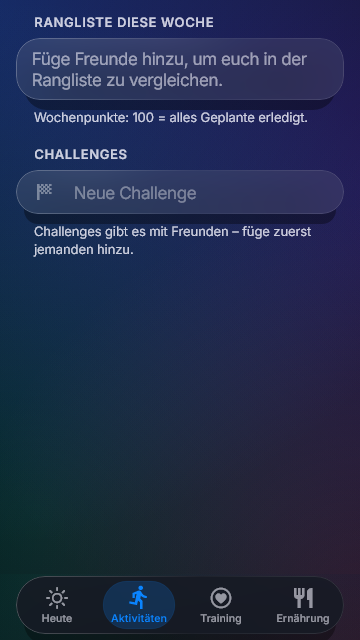 RANGLISTE DIESE WOCHE
Füge Freunde hinzu, um euch in der
Rangliste zu vergleichen.
Wochenpunkte: 100 = alles Geplante erledigt.
CHALLENGES
Neue Challenge
Challenges gibt es mit Freunden – füge zuerst
jemanden hinzu.
Heute Aktivitäten Training Ernährung